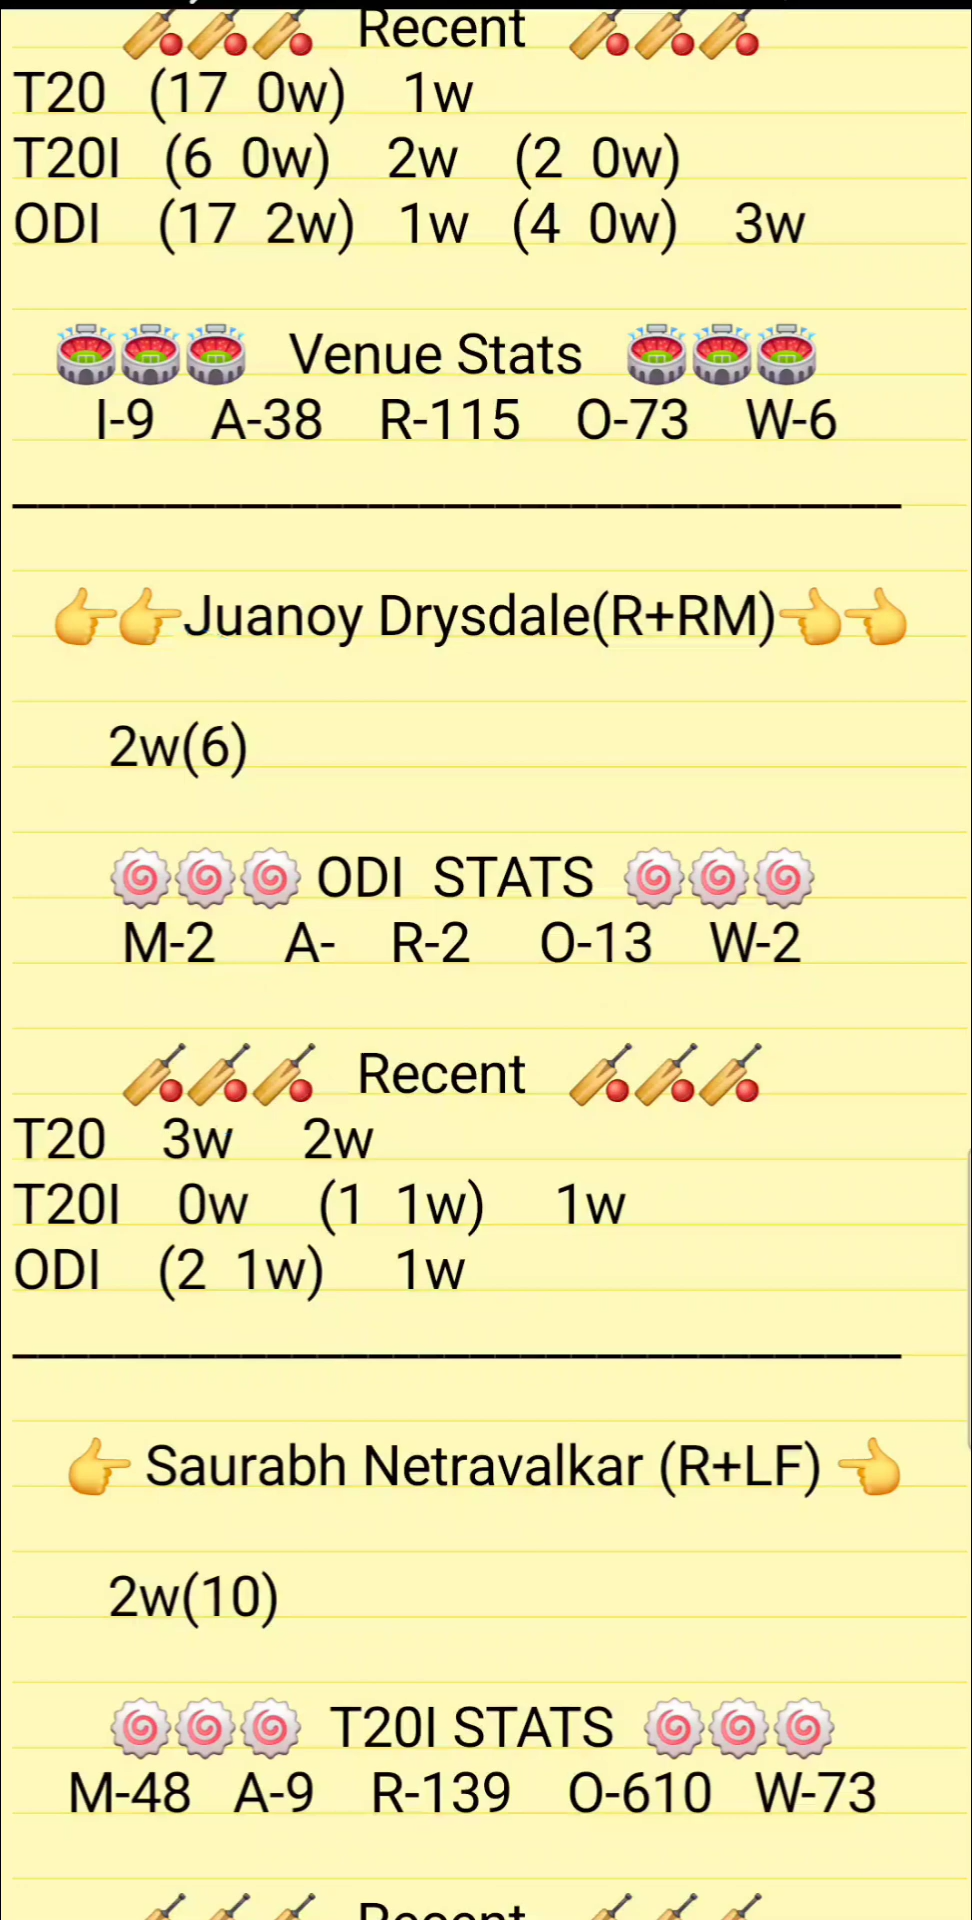 Recent
T20 (17 0w) 1w
T20I (6 0w) 2w (2 0w)
ODI (17 2w) 1w (4 0w) 3w
Venue Stats
I-9 A-38 R-115 O-73 W-6
Juanoy Drysdale(R+RM)
2w(6)
ODI STATS
M-2 A- R-2 O-13 W-2
Recent
T20 3w 2w
T20I 0w (1 1w) 1w
ODI (2 1w) 1w
Saurabh Netravalkar (R+LF)
2w(10)
T20I STATS
M-48 A-9 R-139 O-610 W-73
Recent